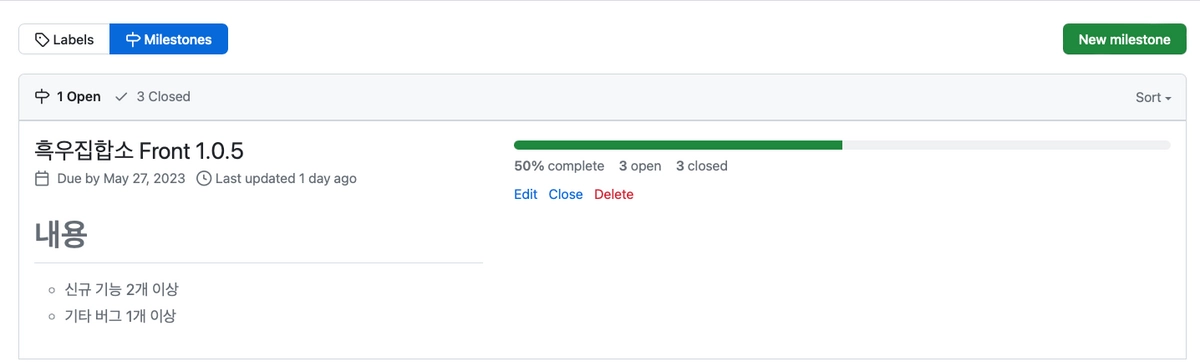 Labels Milestones New milestone
1 Open 3 Closed Sort
흑우집합소 Front 1.0.5
Due by May 27, 2023 Last updated 1 day ago
50% complete 3 open 3 closed
Edit Close Delete
내용
신규 기능 2개 이상
기타 버그 1개 이상